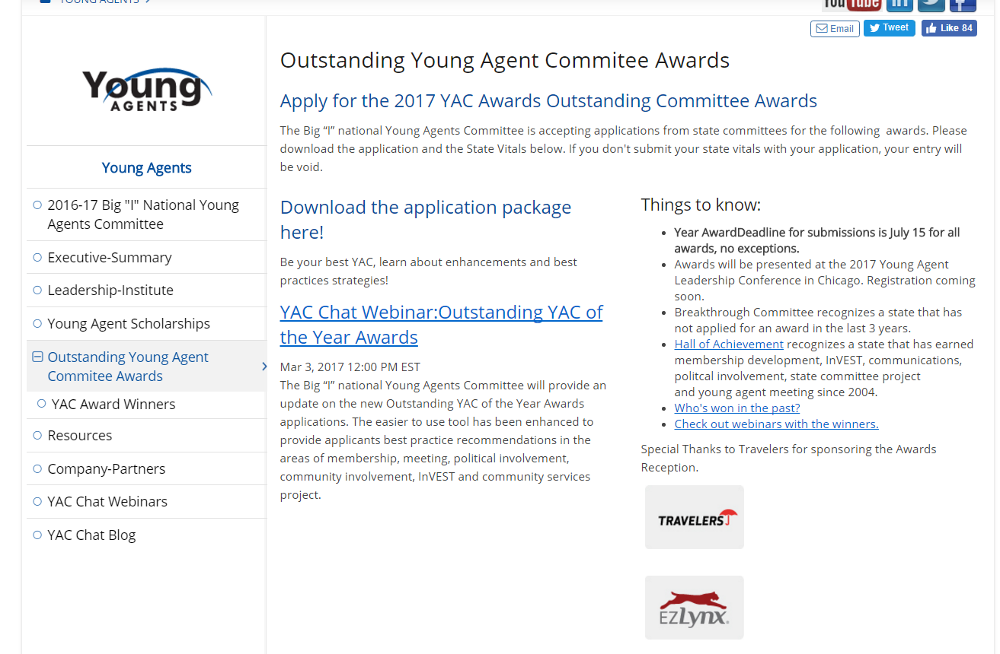 YOUNG AGENTS >
You Tube in
Email Tweet Like 84
Young
AGENTS
Young Agents
2016-17 Big "I" National Young
Agents Committee
Executive-Summary
Leadership-Institute
Young Agent Scholarships
Outstanding Young Agent
Commitee Awards
YAC Award Winners
Resources
Company-Partners
YAC Chat Webinars
YAC Chat Blog
Outstanding Young Agent Commitee Awards
Apply for the 2017 YAC Awards Outstanding Committee Awards
The Big “I” national Young Agents Committee is accepting applications from state committees for the following  awards. Please
download the application and the State Vitals below. If you don't submit your state vitals with your application, your entry will
be void.
Download the application package
here!
Be your best YAC, learn about enhancements and best
practices strategies!
YAC Chat Webinar:Outstanding YAC of
the Year Awards
Mar 3, 2017 12:00 PM EST
The Big “I” national Young Agents Committee will provide an
update on the new Outstanding YAC of the Year Awards
applications. The easier to use tool has been enhanced to
provide applicants best practice recommendations in the
areas of membership, meeting, political involvement,
community involvement, InVEST and community services
project.
Things to know:
Year AwardDeadline for submissions is July 15 for all
awards, no exceptions.
Awards will be presented at the 2017 Young Agent
Leadership Conference in Chicago. Registration coming
soon.
Breakthrough Committee recognizes a state that has
not applied for an award in the last 3 years.
Hall of Achievement recognizes a state that has earned
membership development, InVEST, communications,
politcal involvement, state committee project
and young agent meeting since 2004.
Who's won in the past?
Check out webinars with the winners.
Special Thanks to Travelers for sponsoring the Awards
Reception.
TRAVELERS
EZLynx